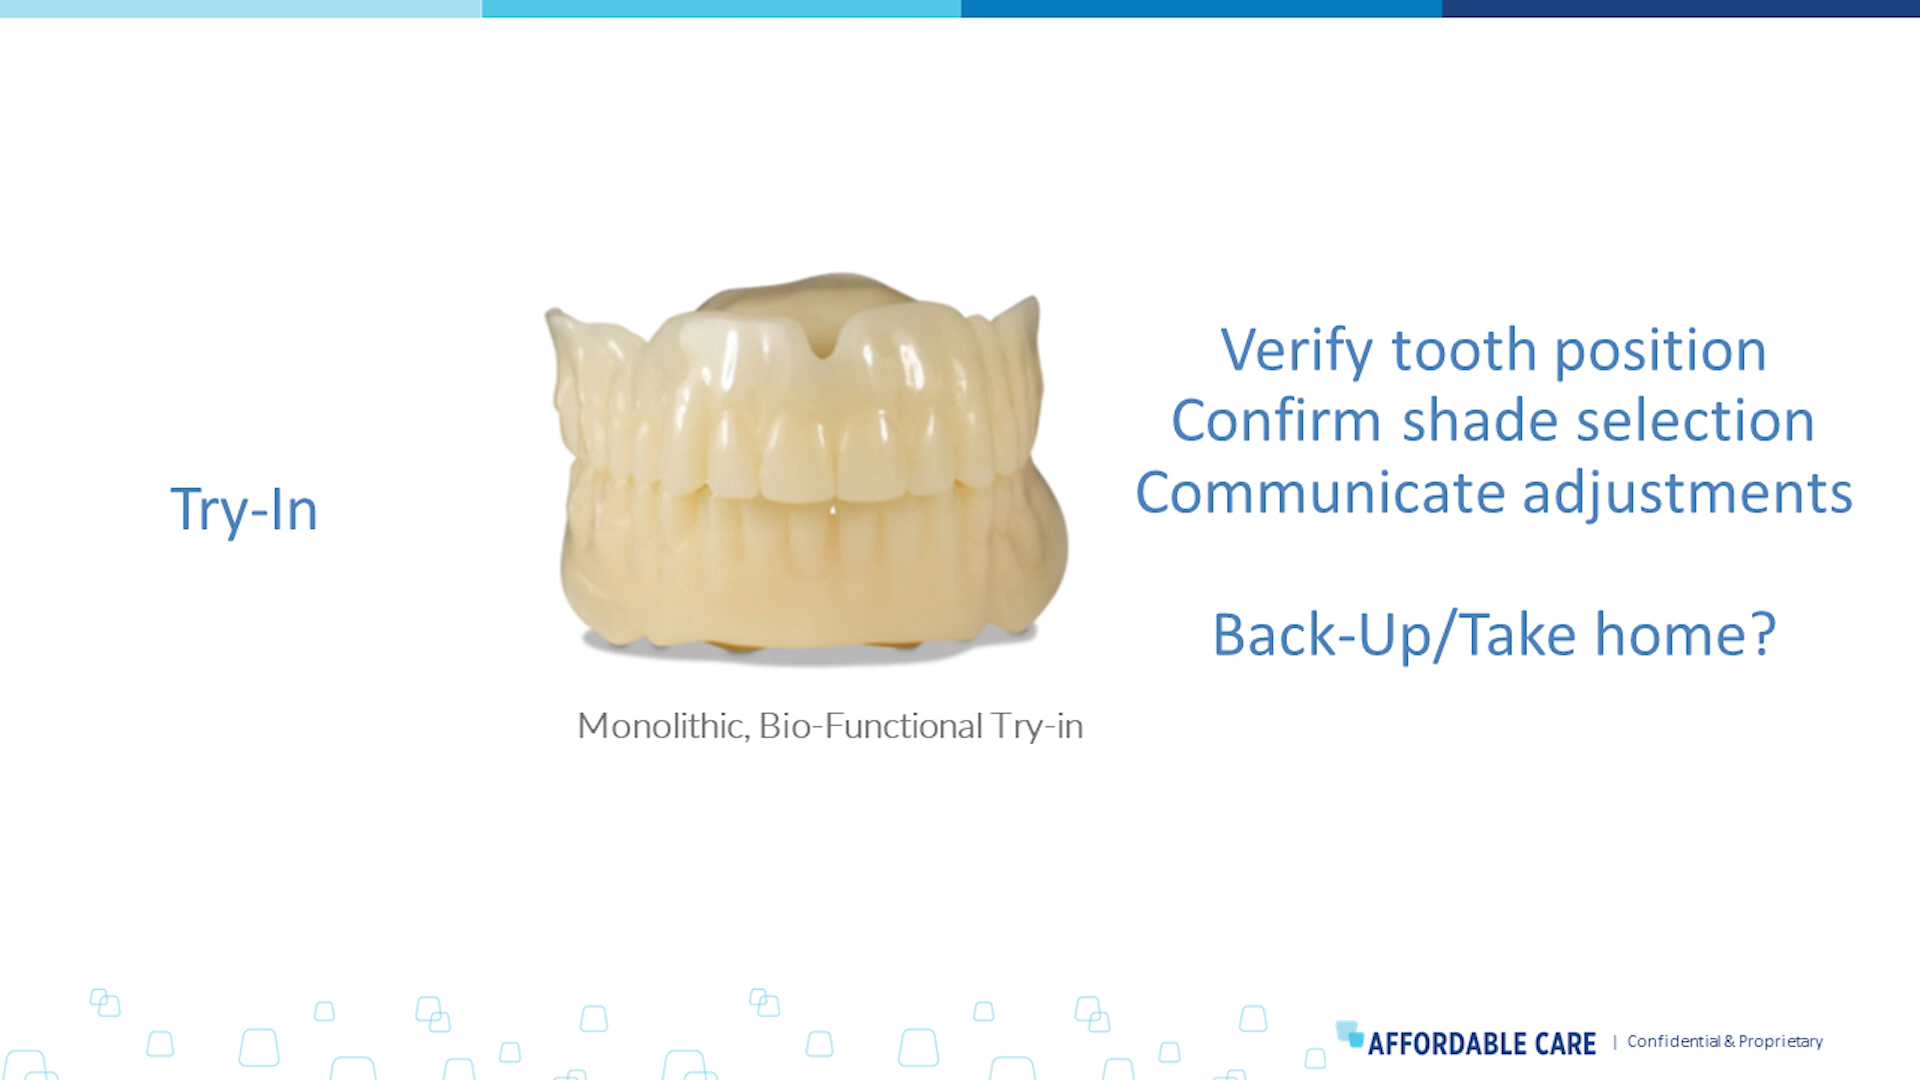 Try-In
Verify tooth position
Confirm shade selection
Communicate adjustments
Back-Up/Take home?
Monolithic, Bio-Functional Try-in
AFFORDABLE CARE | Confidential & Proprietary